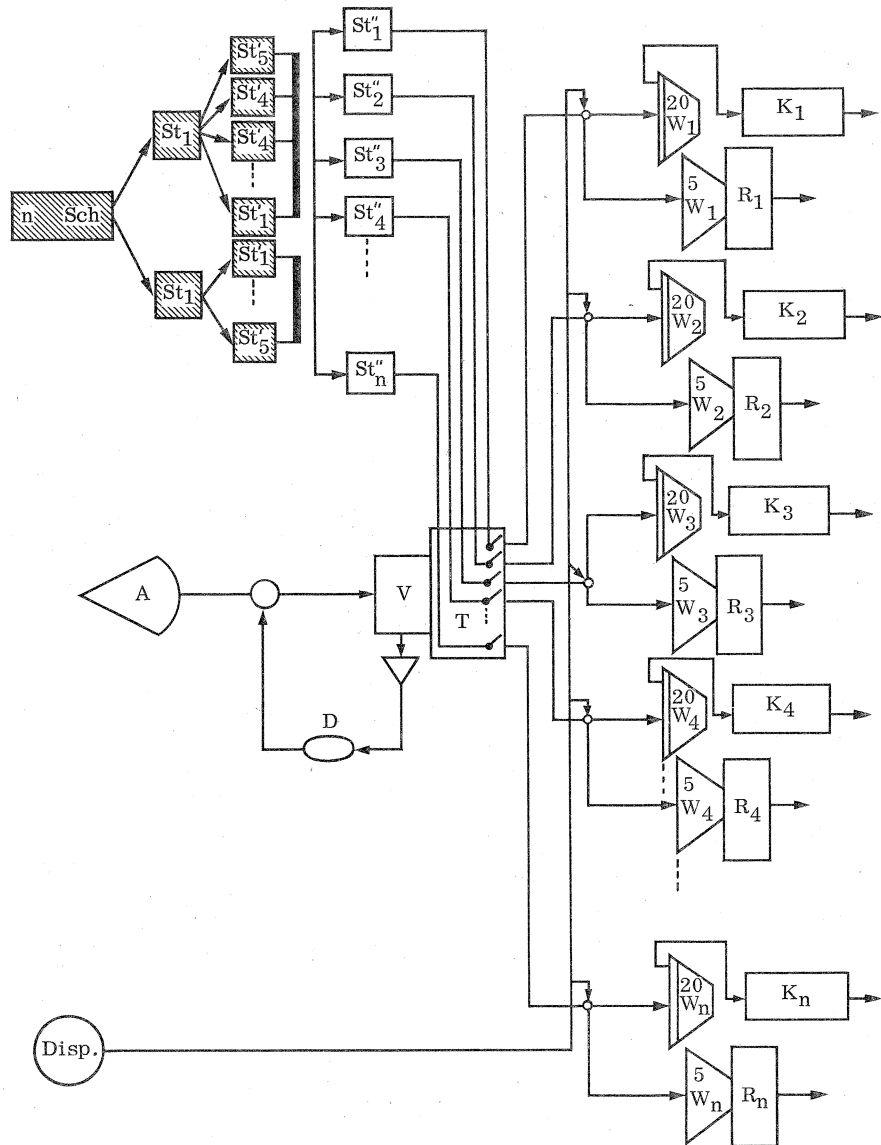 n Sch
St₁
St₁
St′₅
St′₄
St′₄
St′₁
St′₁
St′₅
St″₁
St″₂
St″₃
St″₄
St″ₙ
A
V
T
D
Disp.
20
W₁
K₁
5
W₁
R₁
20
W₂
K₂
5
W₂
R₂
20
W₃
K₃
5
W₃
R₃
20
W₄
K₄
5
W₄
R₄
20
Wₙ
Kₙ
5
Wₙ
Rₙ